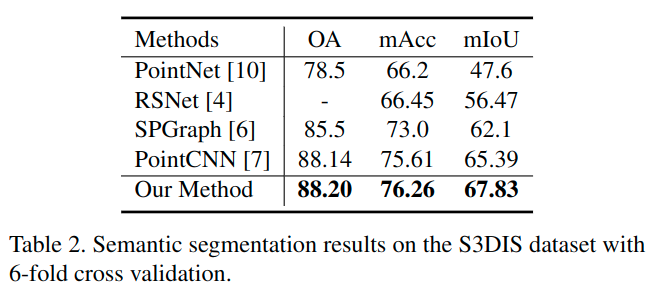 Methods OA mAcc mIoU
PointNet [10] 78.5 66.2 47.6
RSNet [4] - 66.45 56.47
SPGraph [6] 85.5 73.0 62.1
PointCNN [7] 88.14 75.61 65.39
Our Method 88.20 76.26 67.83
Table 2. Semantic segmentation results on the S3DIS dataset with
6-fold cross validation.